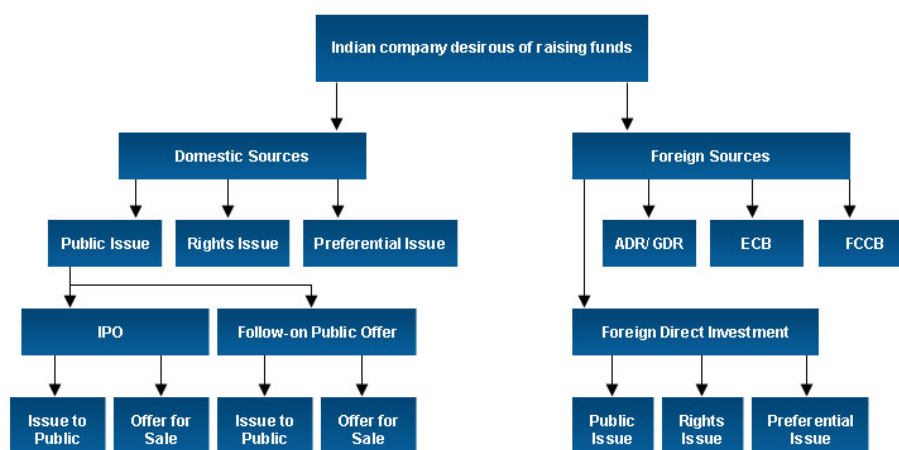 Indian company desirous of raising funds
Domestic Sources
Foreign Sources
Public Issue
Rights Issue
Preferential Issue
ADR/ GDR
ECB
FCCB
IPO
Follow-on Public Offer
Foreign Direct Investment
Issue to
Public
Offer for
Sale
Issue to
Public
Offer for
Sale
Public
Issue
Rights
Issue
Preferential
Issue